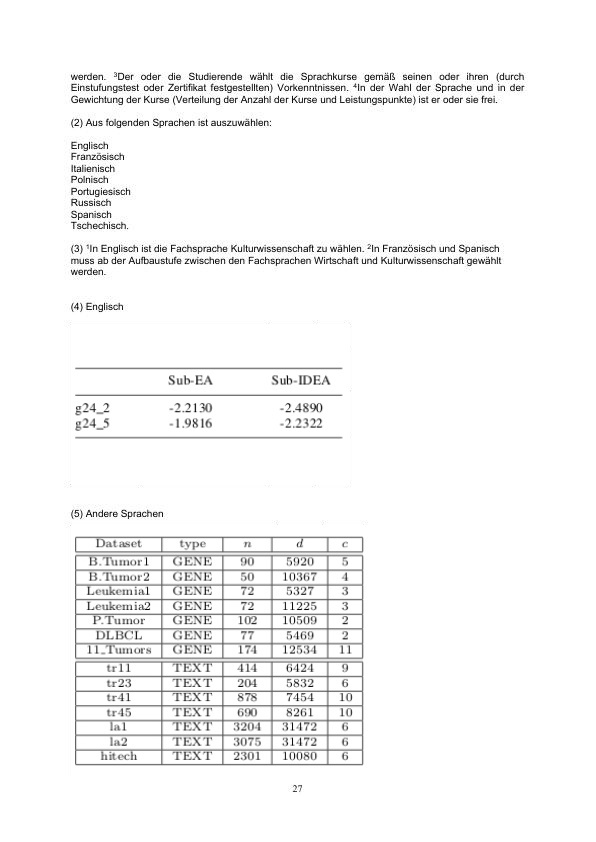 werden. ³Der oder die Studierende wählt die Sprachkurse gemäß seinen oder ihren (durch
Einstufungstest oder Zertifikat festgestellten) Vorkenntnissen. ⁴In der Wahl der Sprache und in der
Gewichtung der Kurse (Verteilung der Anzahl der Kurse und Leistungspunkte) ist er oder sie frei.
(2) Aus folgenden Sprachen ist auszuwählen:
Englisch
Französisch
Italienisch
Polnisch
Portugiesisch
Russisch
Spanisch
Tschechisch.
(3) ¹In Englisch ist die Fachsprache Kulturwissenschaft zu wählen. ²In Französisch und Spanisch
muss ab der Aufbaustufe zwischen den Fachsprachen Wirtschaft und Kulturwissenschaft gewählt
werden.
(4) Englisch
Sub-EA Sub-IDEA
g24_2 -2.2130 -2.4890
g24_5 -1.9816 -2.2322
(5) Andere Sprachen
Dataset type n d c
B.Tumor1 GENE 90 5920 5
B.Tumor2 GENE 50 10367 4
Leukemia1 GENE 72 5327 3
Leukemia2 GENE 72 11225 3
P.Tumor GENE 102 10509 2
DLBCL GENE 77 5469 2
11_Tumors GENE 174 12534 11
tr11 TEXT 414 6424 9
tr23 TEXT 204 5832 6
tr41 TEXT 878 7454 10
tr45 TEXT 690 8261 10
la1 TEXT 3204 31472 6
la2 TEXT 3075 31472 6
hitech TEXT 2301 10080 6
27